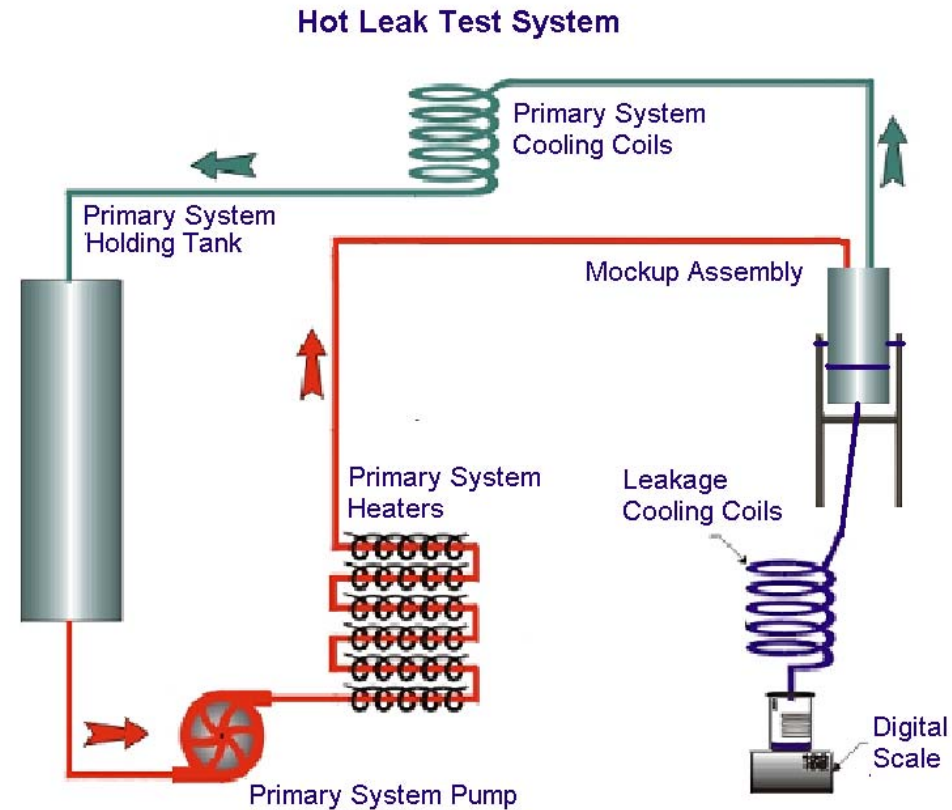 Hot Leak Test System
Primary System
Cooling Coils
Primary System
Holding Tank
Mockup Assembly
Primary System
Heaters
Leakage
Cooling Coils
Digital
Scale
Primary System Pump